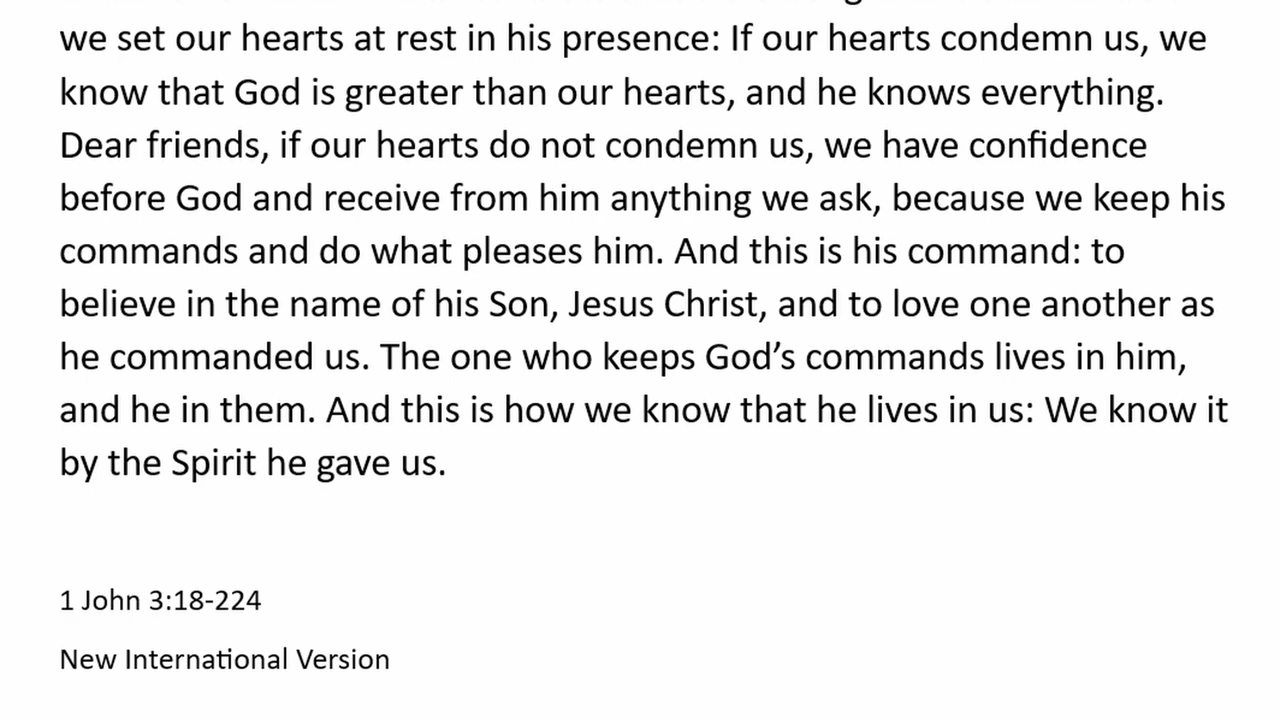 we set our hearts at rest in his presence: If our hearts condemn us, we
know that God is greater than our hearts, and he knows everything.
Dear friends, if our hearts do not condemn us, we have confidence
before God and receive from him anything we ask, because we keep his
commands and do what pleases him. And this is his command: to
believe in the name of his Son, Jesus Christ, and to love one another as
he commanded us. The one who keeps God’s commands lives in him,
and he in them. And this is how we know that he lives in us: We know it
by the Spirit he gave us.
1 John 3:18-224
New International Version